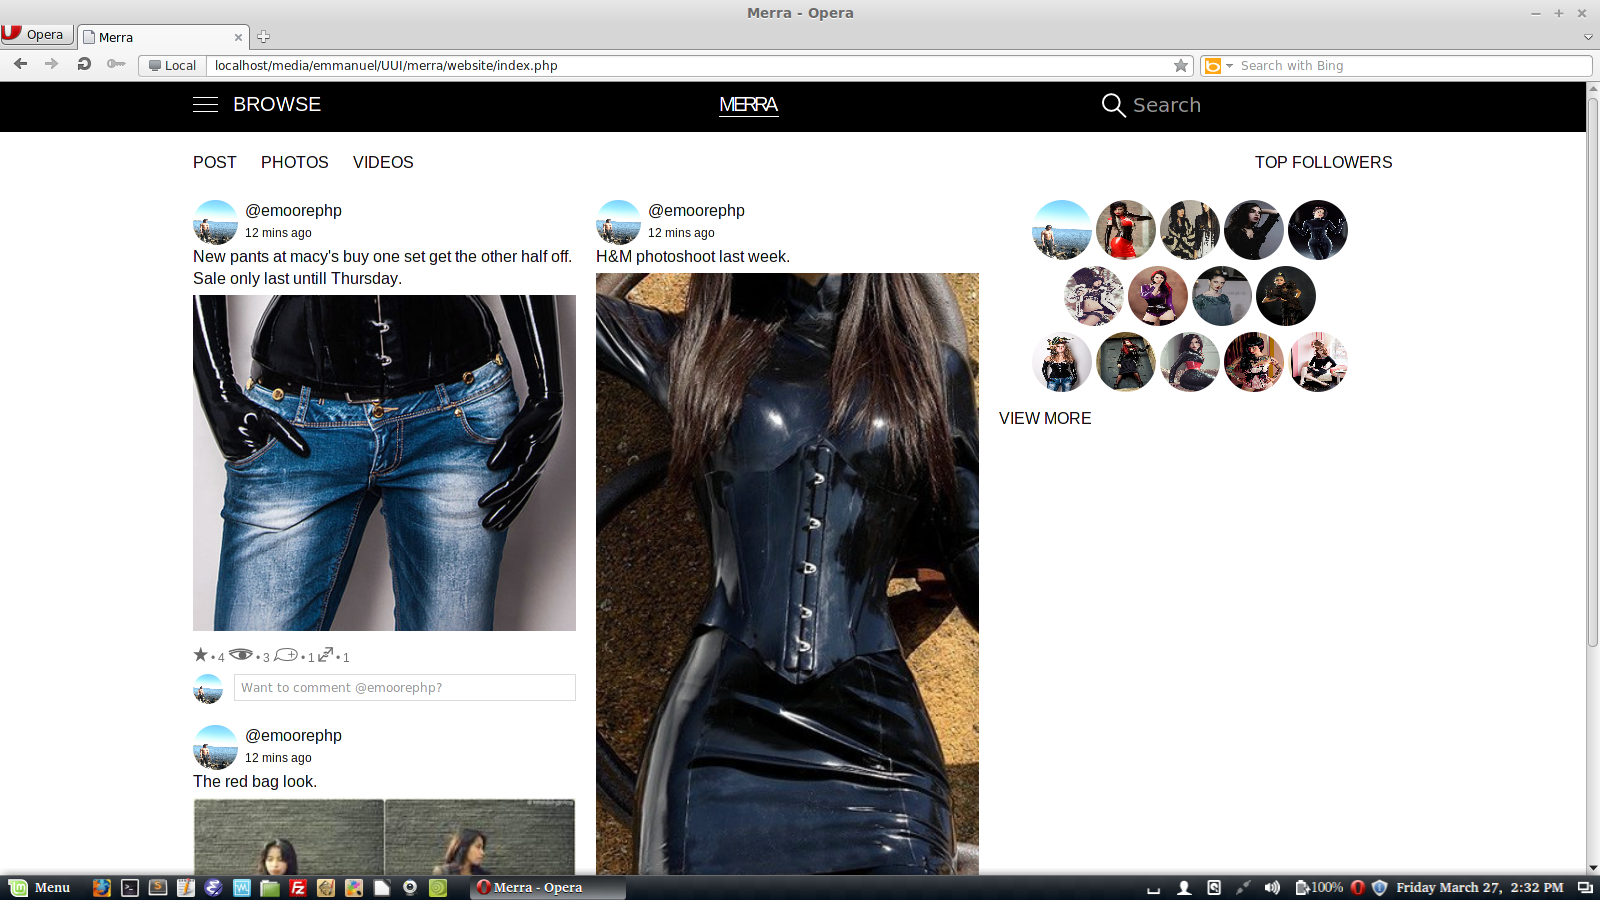 Merra - Opera
Opera
Merra
Local
localhost/media/emmanuel/UUI/merra/website/index.php
Search with Bing
BROWSE
MERRA
Search
POST PHOTOS VIDEOS
TOP FOLLOWERS
@emoorephp
12 mins ago
New pants at macy's buy one set get the other half off.
Sale only last untill Thursday.
• 4 • 3 • 1 • 1
Want to comment @emoorephp?
@emoorephp
12 mins ago
The red bag look.
@emoorephp
12 mins ago
H&M photoshoot last week.
VIEW MORE
Menu
Merra - Opera
100%
Friday March 27, 2:32 PM